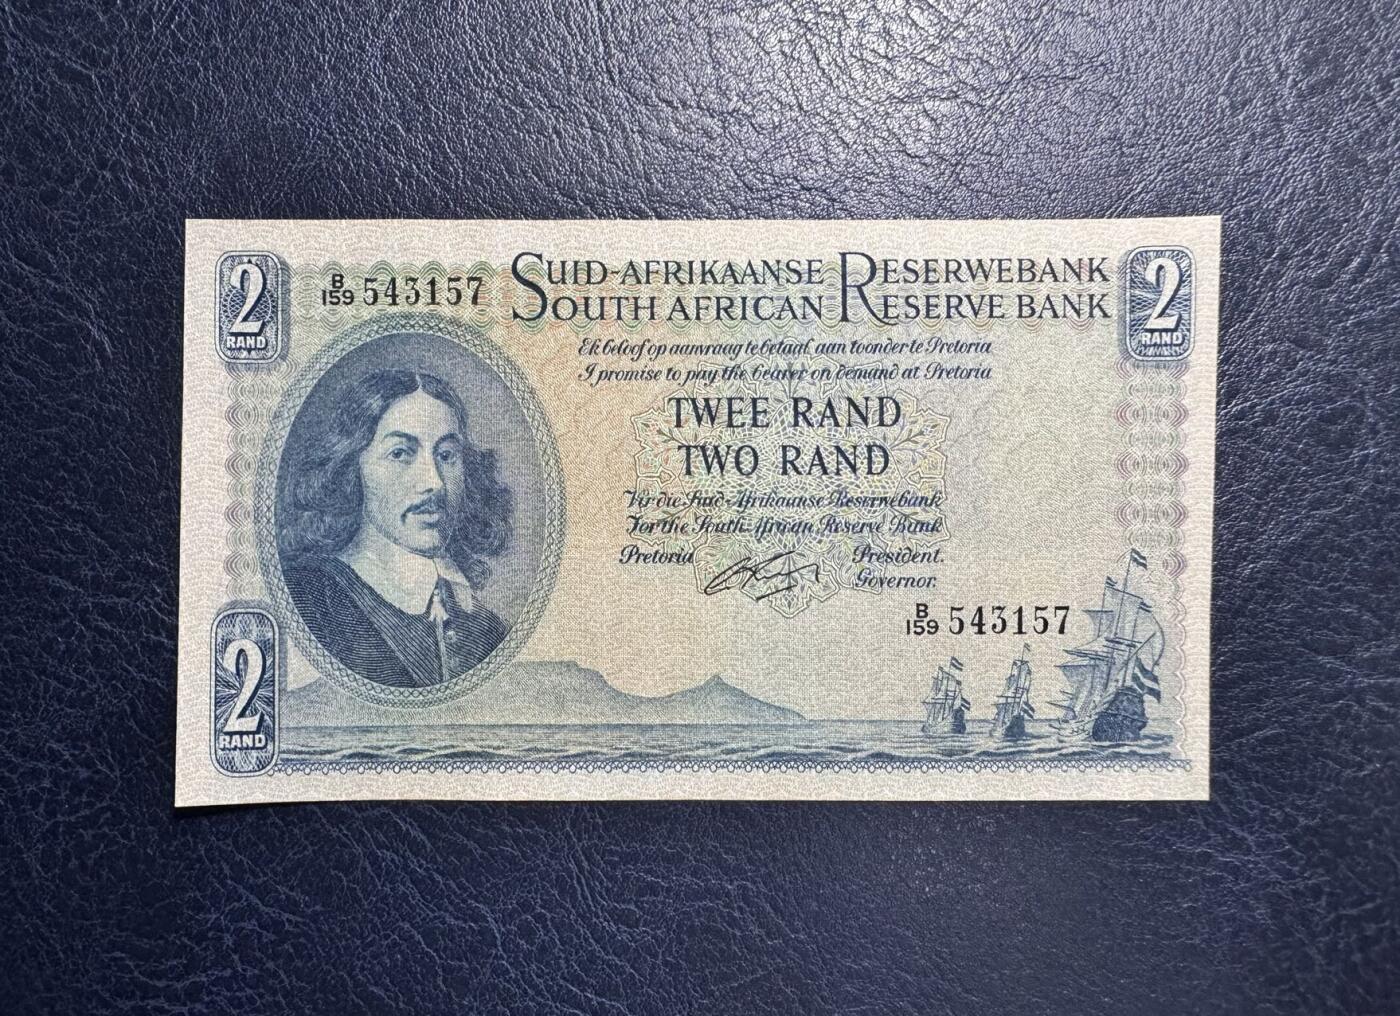 2
RAND
B
159 543157
SUID-AFRIKAANSE RESERWEBANK
SOUTH AFRICAN RESERVE BANK
2
RAND
Ek beloof op aanvraag te betaal aan toonder te Pretoria
I promise to pay the bearer on demand at Pretoria
TWEE RAND
TWO RAND
Vir die Suid-Afrikaanse Reserwebank
For the South African Reserve Bank
Pretoria
President.
Governor.
B
159 543157
2
RAND